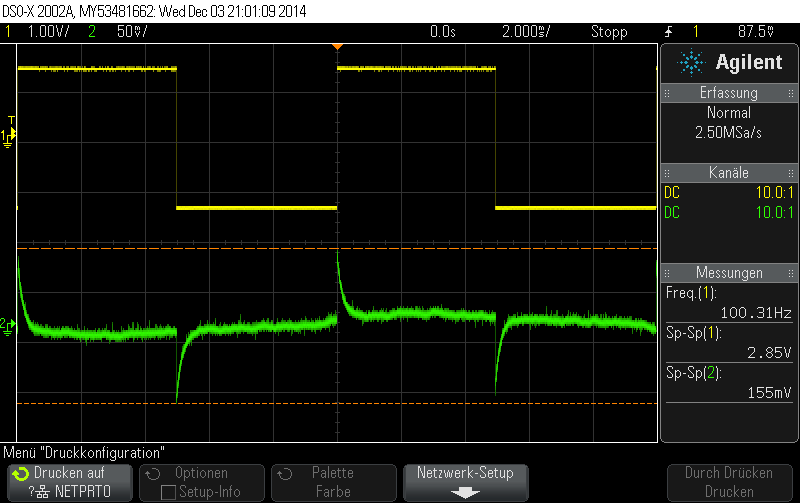 DSO-X 2002A, MY53481662: Wed Dec 03 21:01:09 2014
1 1.00V/ 2 50mV/ 0.0s 2.000ms/ Stopp 1 87.5mV
Agilent
Erfassung
Normal
2.50MSa/s
Kanäle
DC 10.0:1
DC 10.0:1
Messungen
Freq.(1):
100.31Hz
Sp-Sp(1):
2.85V
Sp-Sp(2):
155mV
T
1
2
Menü "Druckkonfiguration"
Drucken auf
? NETPRT0
Optionen
Setup-Info
Palette
Farbe
Netzwerk-Setup
Durch Drücken
Drucken